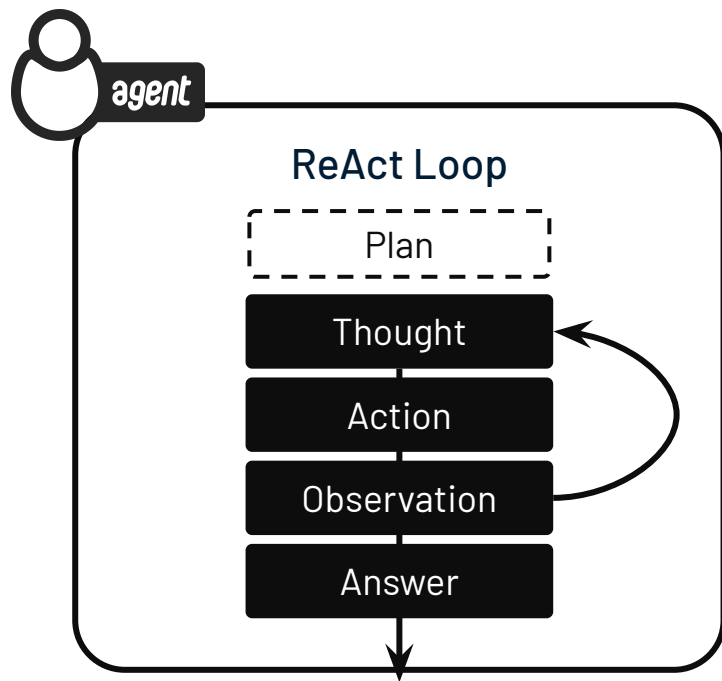 agent
ReAct Loop
Plan
Thought
Action
Observation
Answer